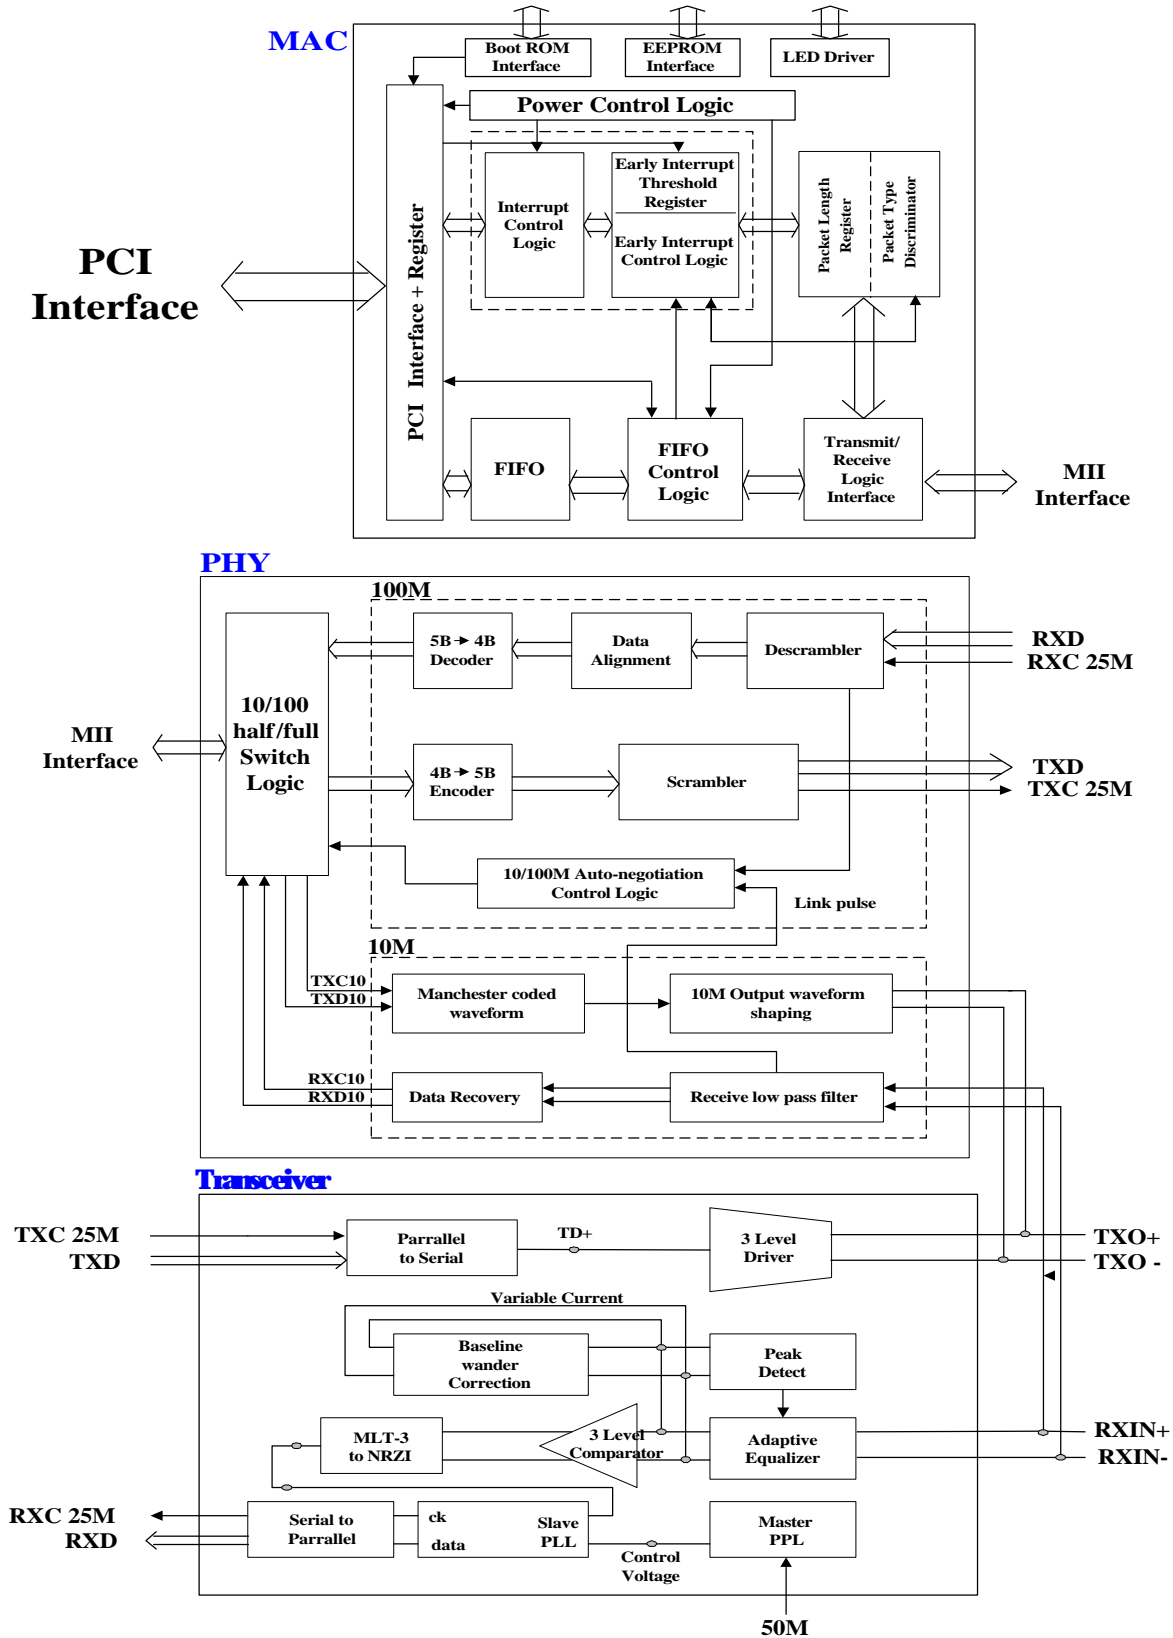 MAC
Boot ROM
Interface
EEPROM
Interface
LED Driver
Power Control Logic
PCI
Interface
PCI Interface + Register
Interrupt
Control
Logic
Early Interrupt
Threshold
Register
Early Interrupt
Control Logic
Packet Length
Register
Packet Type
Discriminator
FIFO
FIFO
Control
Logic
Transmit/
Receive
Logic
Interface
MII
Interface
PHY
100M
5B → 4B
Decoder
Data
Alignment
Descrambler
RXD
RXC 25M
10/100
half/full
Switch
Logic
MII
Interface
4B → 5B
Encoder
Scrambler
TXD
TXC 25M
10/100M Auto-negotiation
Control Logic
Link pulse
10M
TXC10
TXD10
Manchester coded
waveform
10M Output waveform
shaping
RXC10
RXD10
Data Recovery
Receive low pass filter
Transceiver
TXC 25M
TXD
Parrallel
to Serial
TD+
3 Level
Driver
TXO+
TXO -
Variable Current
Baseline
wander
Correction
Peak
Detect
MLT-3
to NRZI
3 Level
Comparator
Adaptive
Equalizer
RXIN+
RXIN-
RXC 25M
RXD
Serial to
Parrallel
ck
data
Slave
PLL
Control
Voltage
Master
PPL
50M